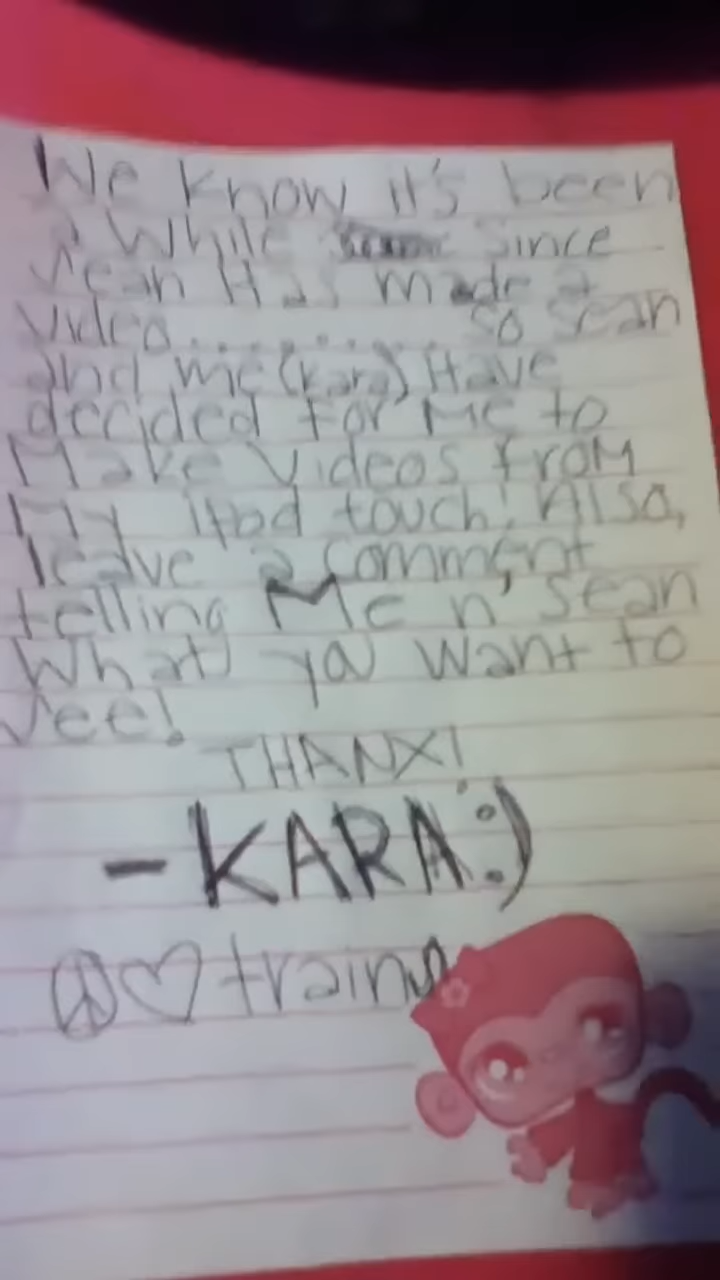 We know it's been
a while since
Sean Has made a
video.......... so sean
and me (kara) Have
decided for Me to
Make Videos from
My ipod touch! Also,
leave a comment
telling Me n' sean
What ya want to
see!
THANX!
-KARA:)
trains